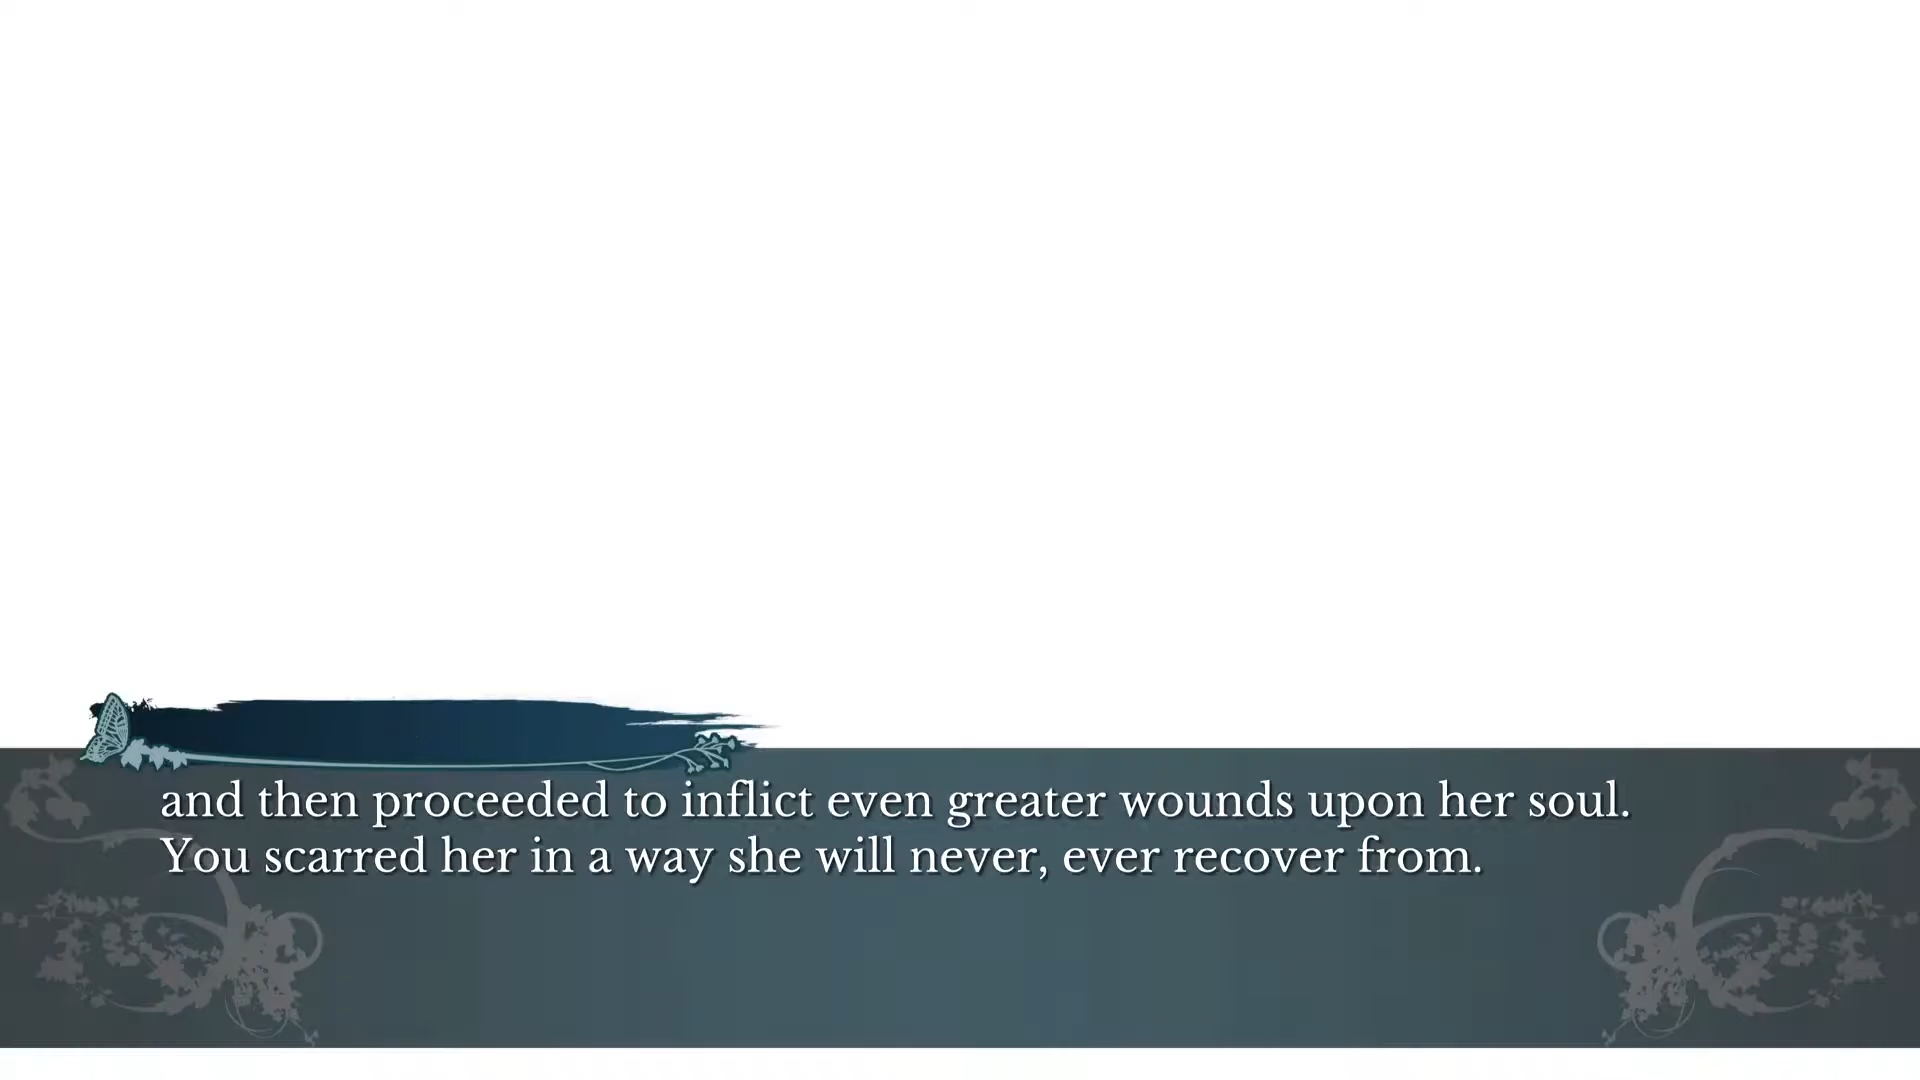 and then proceeded to inflict even greater wounds upon her soul.
You scarred her in a way she will never, ever recover from.